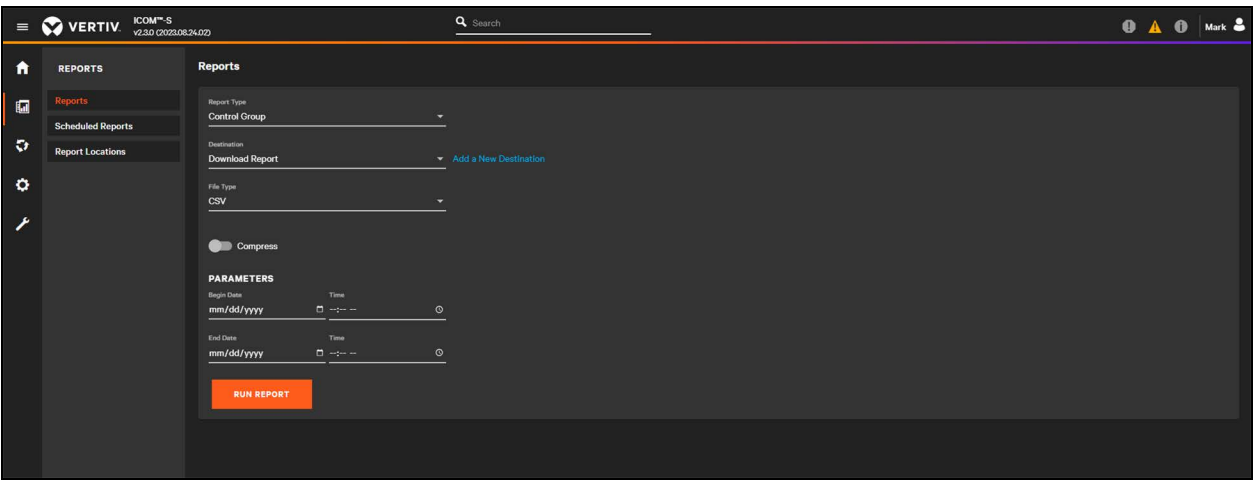 VERTIV.
ICOM™-S
v2.3.0 (2023.08.24.02)
Search
Mark
REPORTS
Reports
Scheduled Reports
Report Locations
Reports
Report Type
Control Group
Destination
Download Report
Add a New Destination
File Type
CSV
Compress
PARAMETERS
Begin Date Time
mm/dd/yyyy --:-- --
End Date Time
mm/dd/yyyy --:-- --
RUN REPORT